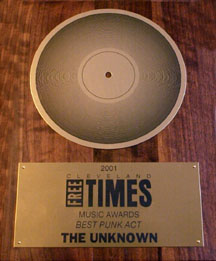 2001
CLEVELAND
FREE TIMES
MUSIC AWARDS
BEST PUNK ACT
THE UNKNOWN